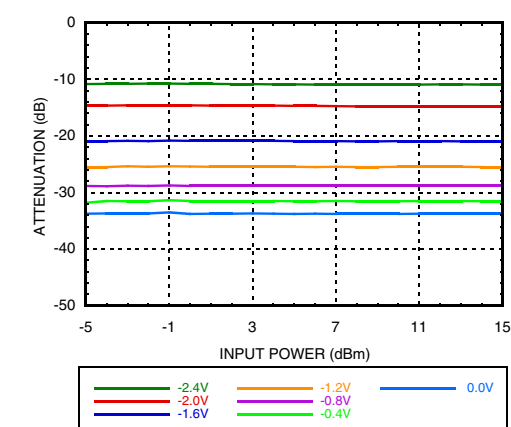 0
-10
-20
-30
-40
-50
ATTENUATION (dB)
-5 -1 3 7 11 15
INPUT POWER (dBm)
-2.4V -1.2V 0.0V
-2.0V -0.8V
-1.6V -0.4V